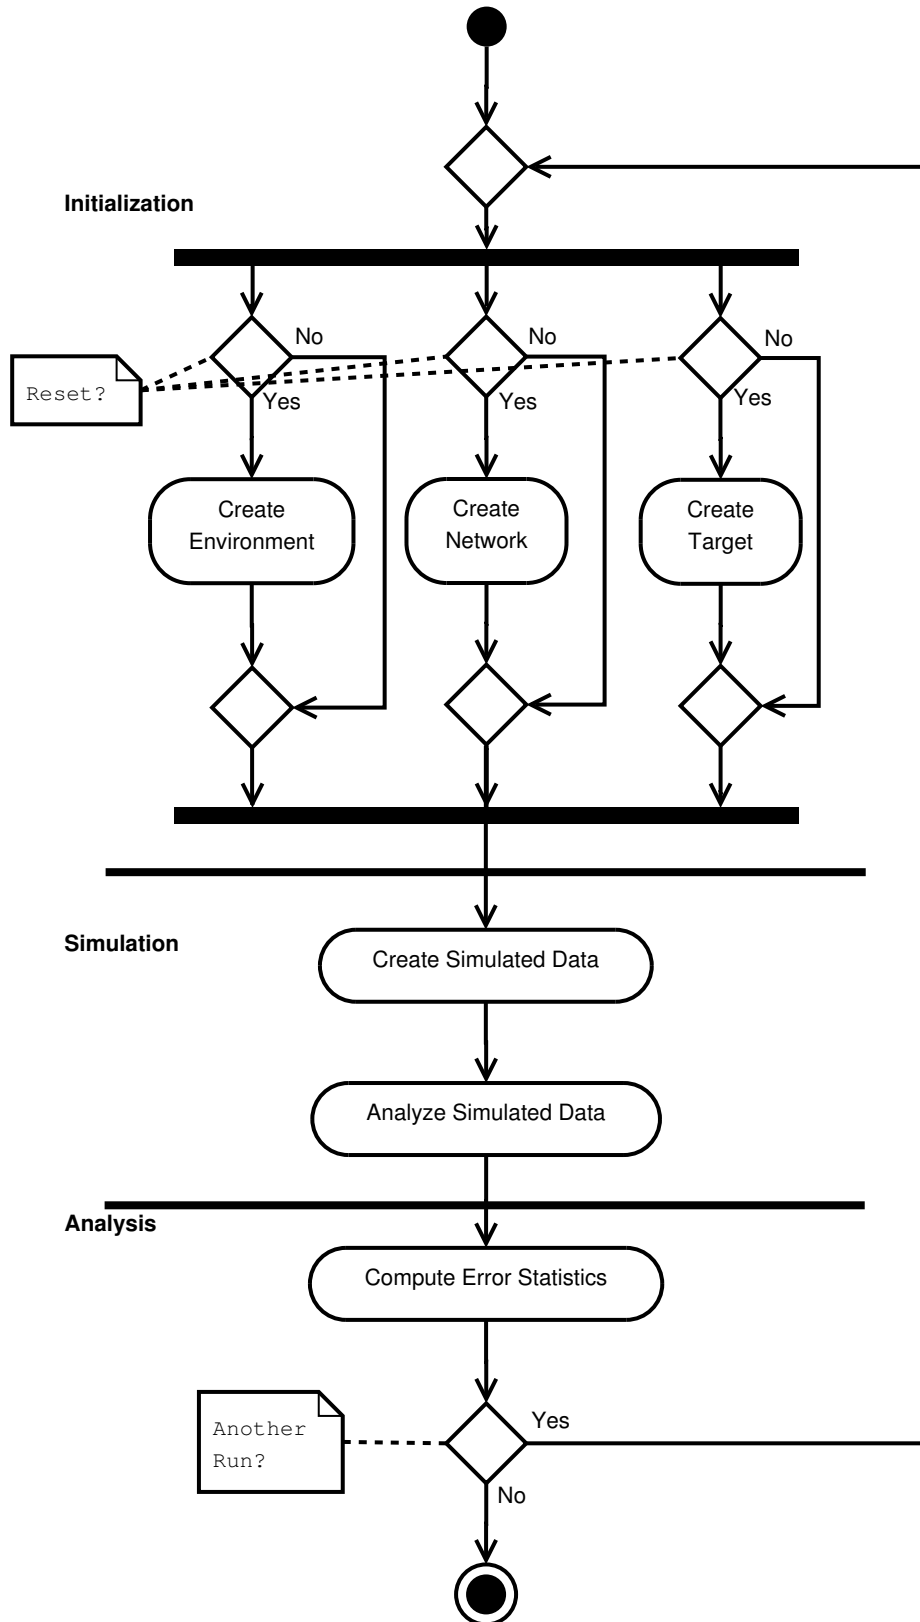 Initialization
No
No
No
Reset?
Yes
Yes
Yes
Create
Environment
Create
Network
Create
Target
Simulation
Create Simulated Data
Analyze Simulated Data
Analysis
Compute Error Statistics
Another
Run?
Yes
No